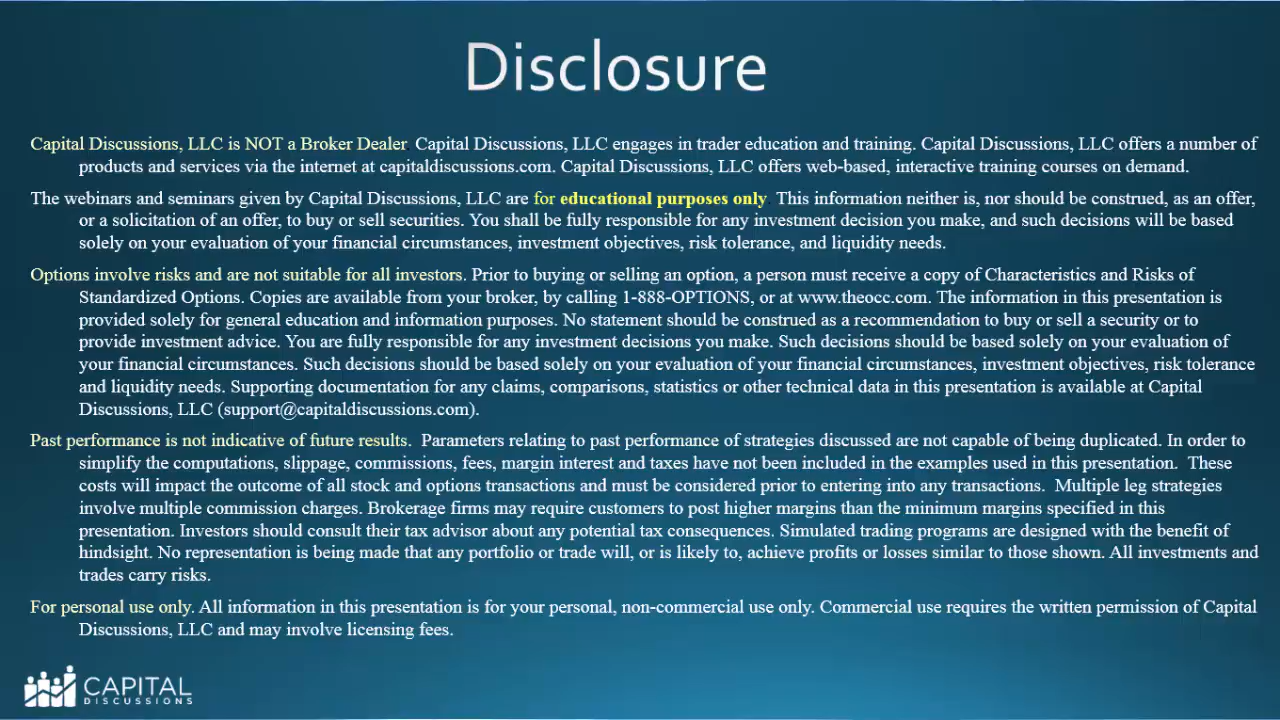 Disclosure
Capital Discussions, LLC is NOT a Broker Dealer. Capital Discussions, LLC engages in trader education and training. Capital Discussions, LLC offers a number of
products and services via the internet at capitaldiscussions.com. Capital Discussions, LLC offers web-based, interactive training courses on demand.
The webinars and seminars given by Capital Discussions, LLC are for educational purposes only. This information neither is, nor should be construed, as an offer,
or a solicitation of an offer, to buy or sell securities. You shall be fully responsible for any investment decision you make, and such decisions will be based
solely on your evaluation of your financial circumstances, investment objectives, risk tolerance, and liquidity needs.
Options involve risks and are not suitable for all investors. Prior to buying or selling an option, a person must receive a copy of Characteristics and Risks of
Standardized Options. Copies are available from your broker, by calling 1-888-OPTIONS, or at www.theocc.com. The information in this presentation is
provided solely for general education and information purposes. No statement should be construed as a recommendation to buy or sell a security or to
provide investment advice. You are fully responsible for any investment decisions you make. Such decisions should be based solely on your evaluation of
your financial circumstances. Such decisions should be based solely on your evaluation of your financial circumstances, investment objectives, risk tolerance
and liquidity needs. Supporting documentation for any claims, comparisons, statistics or other technical data in this presentation is available at Capital
Discussions, LLC (support@capitaldiscussions.com).
Past performance is not indicative of future results. Parameters relating to past performance of strategies discussed are not capable of being duplicated. In order to
simplify the computations, slippage, commissions, fees, margin interest and taxes have not been included in the examples used in this presentation. These
costs will impact the outcome of all stock and options transactions and must be considered prior to entering into any transactions. Multiple leg strategies
involve multiple commission charges. Brokerage firms may require customers to post higher margins than the minimum margins specified in this
presentation. Investors should consult their tax advisor about any potential tax consequences. Simulated trading programs are designed with the benefit of
hindsight. No representation is being made that any portfolio or trade will, or is likely to, achieve profits or losses similar to those shown. All investments and
trades carry risks.
For personal use only. All information in this presentation is for your personal, non-commercial use only. Commercial use requires the written permission of Capital
Discussions, LLC and may involve licensing fees.
CAPITAL
DISCUSSIONS